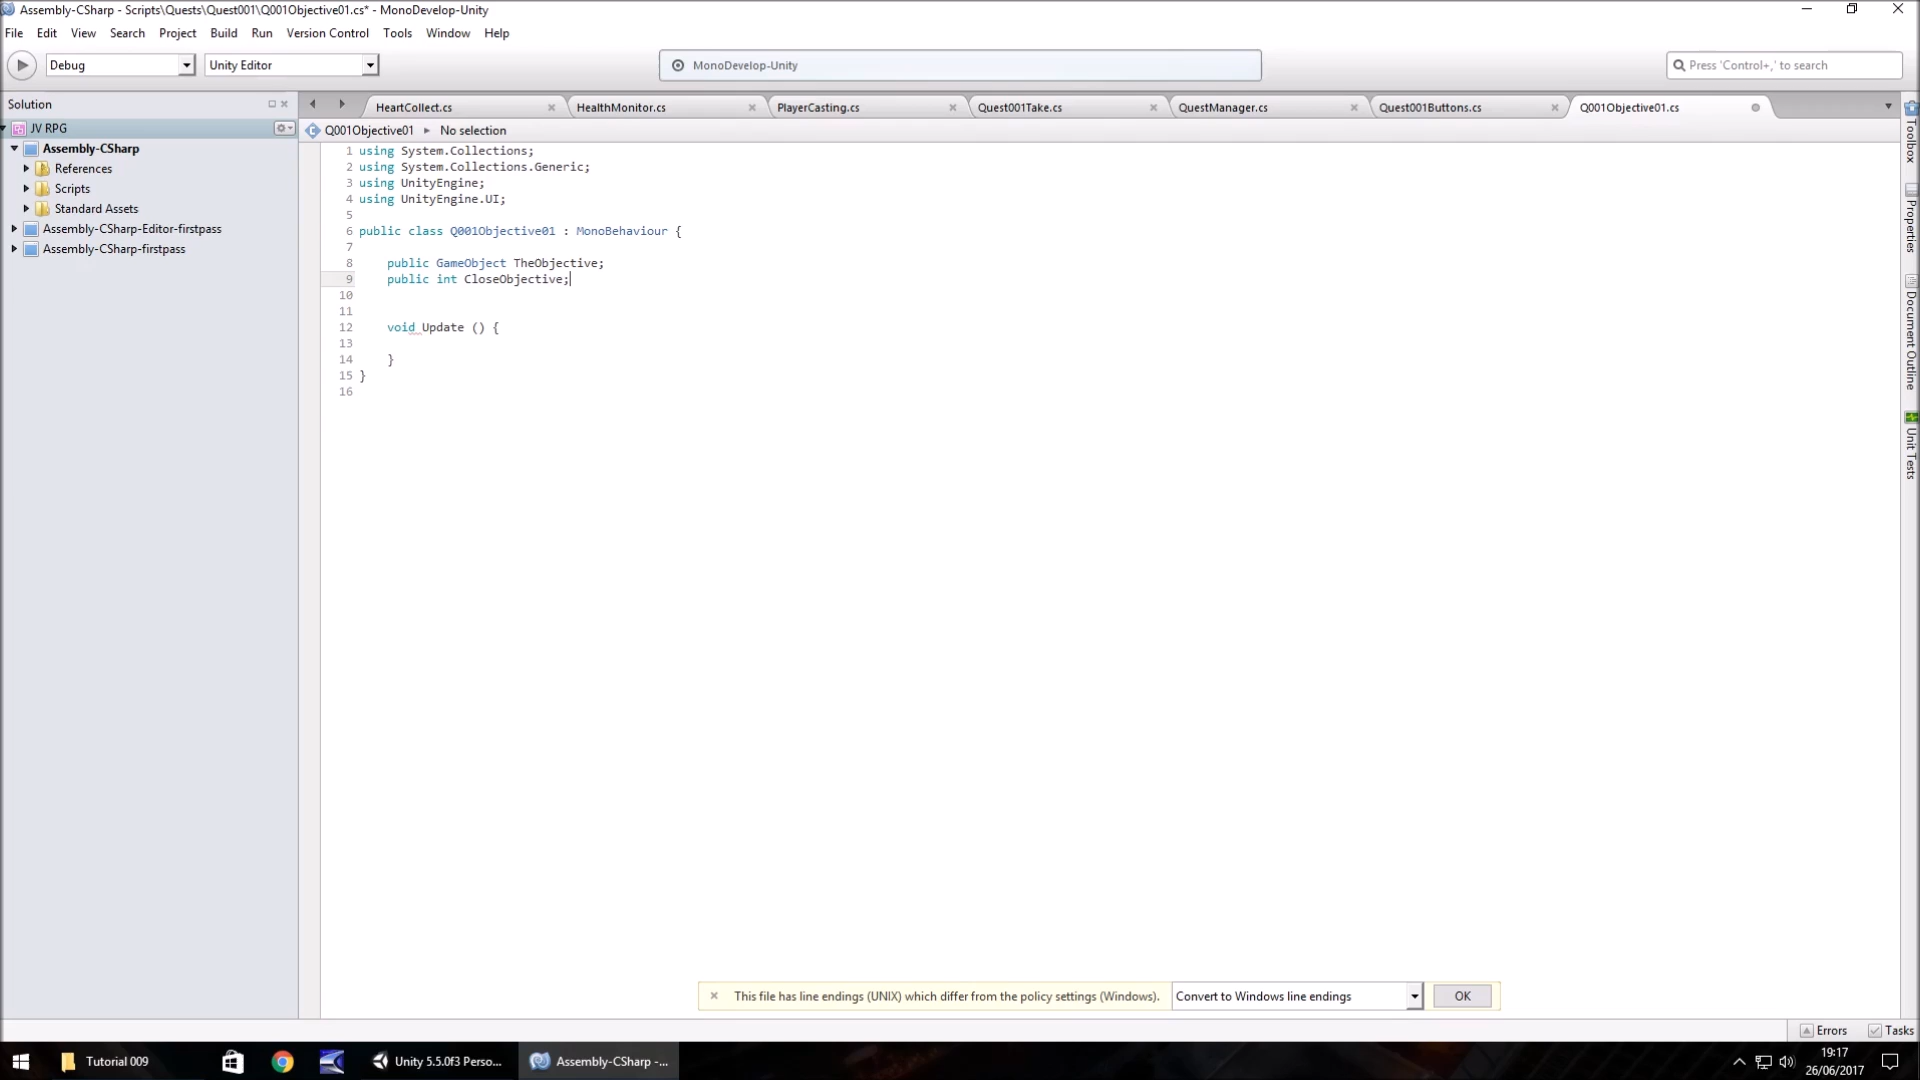 Assembly-CSharp - Scripts\Quests\Quest001\Q001Objective01.cs* - MonoDevelop-Unity
File Edit View Search Project Build Run Version Control Tools Window Help
Debug Unity Editor MonoDevelop-Unity Press 'Control+,' to search
Solution HeartCollect.cs HealthMonitor.cs PlayerCasting.cs Quest001Take.cs QuestManager.cs Quest001Buttons.cs Q001Objective01.cs
JV RPG
Assembly-CSharp
References
Scripts
Standard Assets
Assembly-CSharp-Editor-firstpass
Assembly-CSharp-firstpass
Q001Objective01 No selection
1 using System.Collections;
2 using System.Collections.Generic;
3 using UnityEngine;
4 using UnityEngine.UI;
5
6 public class Q001Objective01 : MonoBehaviour {
7
8 public GameObject TheObjective;
9 public int CloseObjective;
10
11
12 void Update () {
13
14 }
15 }
16
Toolbox
Properties
Document Outline
Unit Tests
This file has line endings (UNIX) which differ from the policy settings (Windows). Convert to Windows line endings OK
Errors Tasks
Tutorial 009 Unity 5.5.0f3 Perso... Assembly-CSharp -...
19:17
26/06/2017